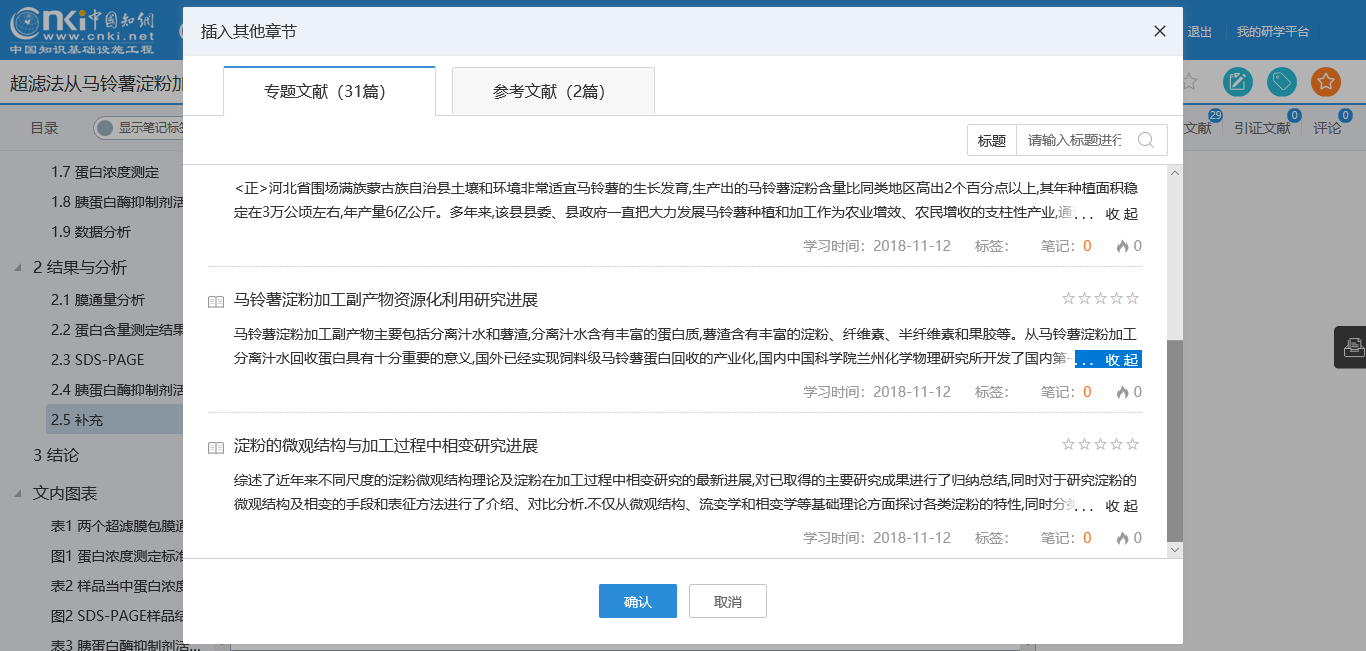 Cnki中国知网
www.cnki.net
中国知识基础设施工程
退出
我的研学平台
超滤法从马铃薯淀粉加
文献
29
引证文献
0
评论
0
目录
显示笔记标签
1.7 蛋白浓度测定
1.8 胰蛋白酶抑制剂活
1.9 数据分析
2 结果与分析
2.1 膜通量分析
2.2 蛋白含量测定结果
2.3 SDS-PAGE
2.4 胰蛋白酶抑制剂活
2.5 补充
3 结论
文内图表
表1 两个超滤膜包膜通
图1 蛋白浓度测定标准
表2 样品当中蛋白浓度
图2 SDS-PAGE样品结
表3 胰蛋白酶抑制剂活...
插入其他章节
专题文献（31篇）
参考文献（2篇）
标题
请输入标题进行
<正>河北省围场满族蒙古族自治县土壤和环境非常适宜马铃薯的生长发育,生产出的马铃薯淀粉含量比同类地区高出2个百分点以上,其年种植面积稳
定在3万公顷左右,年产量6亿公斤。多年来,该县县委、县政府一直把大力发展马铃薯种植和加工作为农业增效、农民增收的支柱性产业,通... 收起
学习时间：2018-11-12 标签： 笔记：0 0
马铃薯淀粉加工副产物资源化利用研究进展
马铃薯淀粉加工副产物主要包括分离汁水和薯渣,分离汁水含有丰富的蛋白质,薯渣含有丰富的淀粉、纤维素、半纤维素和果胶等。从马铃薯淀粉加工
分离汁水回收蛋白具有十分重要的意义,国外已经实现饲料级马铃薯蛋白回收的产业化,国内中国科学院兰州化学物理研究所开发了国内第一... 收起
学习时间：2018-11-12 标签： 笔记：0 0
淀粉的微观结构与加工过程中相变研究进展
综述了近年来不同尺度的淀粉微观结构理论及淀粉在加工过程中相变研究的最新进展,对已取得的主要研究成果进行了归纳总结,同时对于研究淀粉的
微观结构及相变的手段和表征方法进行了介绍、对比分析.不仅从微观结构、流变学和相变学等基础理论方面探讨各类淀粉的特性,同时分类... 收起
学习时间：2018-11-12 标签： 笔记：0 0
确认
取消